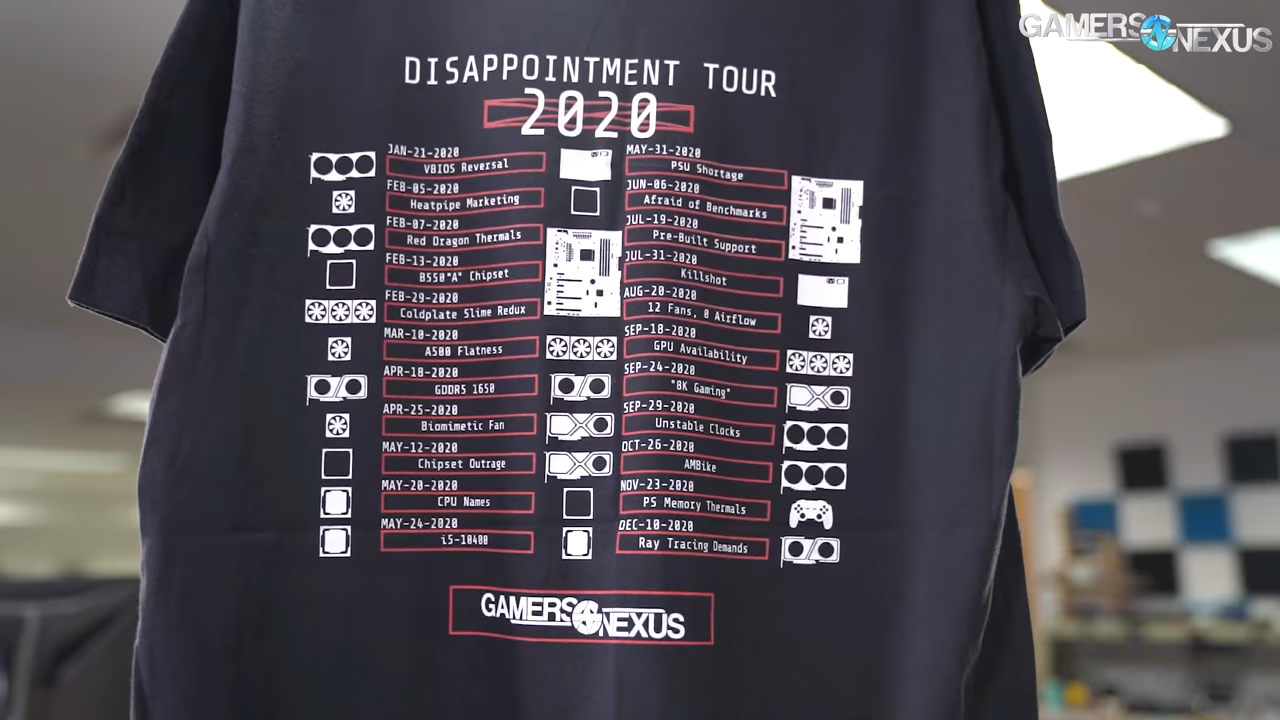 GAMERS NEXUS
DISAPPOINTMENT TOUR
2020
JAN-21-2020
VBIOS Reversal
FEB-05-2020
Heatpipe Marketing
FEB-07-2020
Red Dragon Thermals
FEB-13-2020
B550"A" Chipset
FEB-29-2020
Coldplate Slime Redux
MAR-10-2020
A500 Flatness
APR-18-2020
GDDR5 1650
APR-25-2020
Biomimetic Fan
MAY-12-2020
Chipset Outrage
MAY-20-2020
CPU Names
MAY-24-2020
i5-10400
MAY-31-2020
PSU Shortage
JUN-06-2020
Afraid of Benchmarks
JUL-19-2020
Pre-Built Support
JUL-31-2020
Killshot
AUG-20-2020
12 Fans, 0 Airflow
SEP-18-2020
GPU Availability
SEP-24-2020
"8K Gaming"
SEP-29-2020
Unstable Clocks
OCT-26-2020
AMBike
NOV-23-2020
PS Memory Thermals
DEC-10-2020
Ray Tracing Demands
GAMERS NEXUS